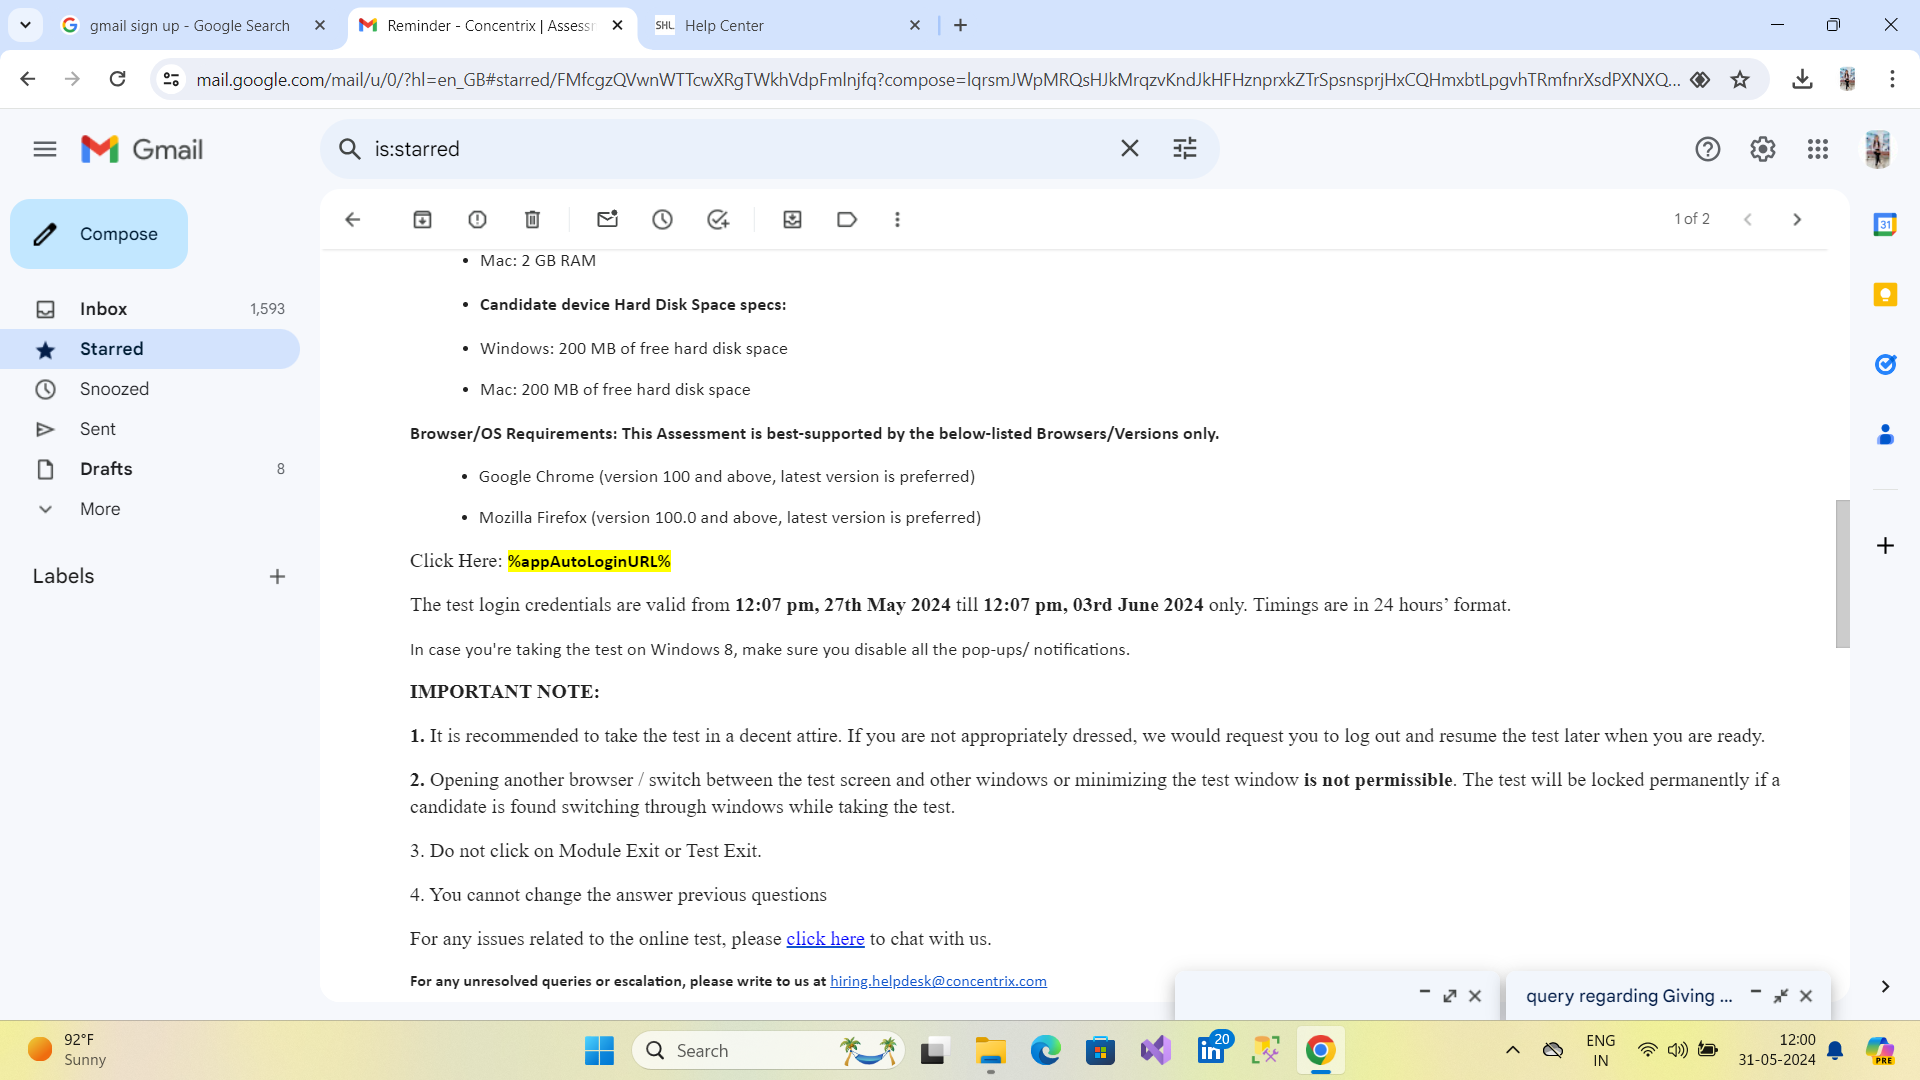 gmail sign up - Google Search
Reminder - Concentrix | Assess
SHL Help Center
mail.google.com/mail/u/0/?hl=en_GB#starred/FMfcgzQVwnWTTcwXRgTWkhVdpFmlnjfq?compose=lqrsmJWpMRQsHJkMrqzvKndJkHFHznprxkZTrSpsnsprjHxCQHmxbtLpgvhTRmfnrXsdPXNXQ...
Gmail
is:starred
Compose
1 of 2
Inbox 1,593
Starred
Snoozed
Sent
Drafts 8
More
Labels
31
• Mac: 2 GB RAM
• Candidate device Hard Disk Space specs:
• Windows: 200 MB of free hard disk space
• Mac: 200 MB of free hard disk space
Browser/OS Requirements: This Assessment is best-supported by the below-listed Browsers/Versions only.
• Google Chrome (version 100 and above, latest version is preferred)
• Mozilla Firefox (version 100.0 and above, latest version is preferred)
Click Here: %appAutoLoginURL%
The test login credentials are valid from 12:07 pm, 27th May 2024 till 12:07 pm, 03rd June 2024 only. Timings are in 24 hours’ format.
In case you're taking the test on Windows 8, make sure you disable all the pop-ups/ notifications.
IMPORTANT NOTE:
1. It is recommended to take the test in a decent attire. If you are not appropriately dressed, we would request you to log out and resume the test later when you are ready.
2. Opening another browser / switch between the test screen and other windows or minimizing the test window is not permissible. The test will be locked permanently if a
candidate is found switching through windows while taking the test.
3. Do not click on Module Exit or Test Exit.
4. You cannot change the answer previous questions
For any issues related to the online test, please click here to chat with us.
For any unresolved queries or escalation, please write to us at hiring.helpdesk@concentrix.com
query regarding Giving ...
92°F
Sunny
Search
20
ENG
IN
12:00
31-05-2024
PRE